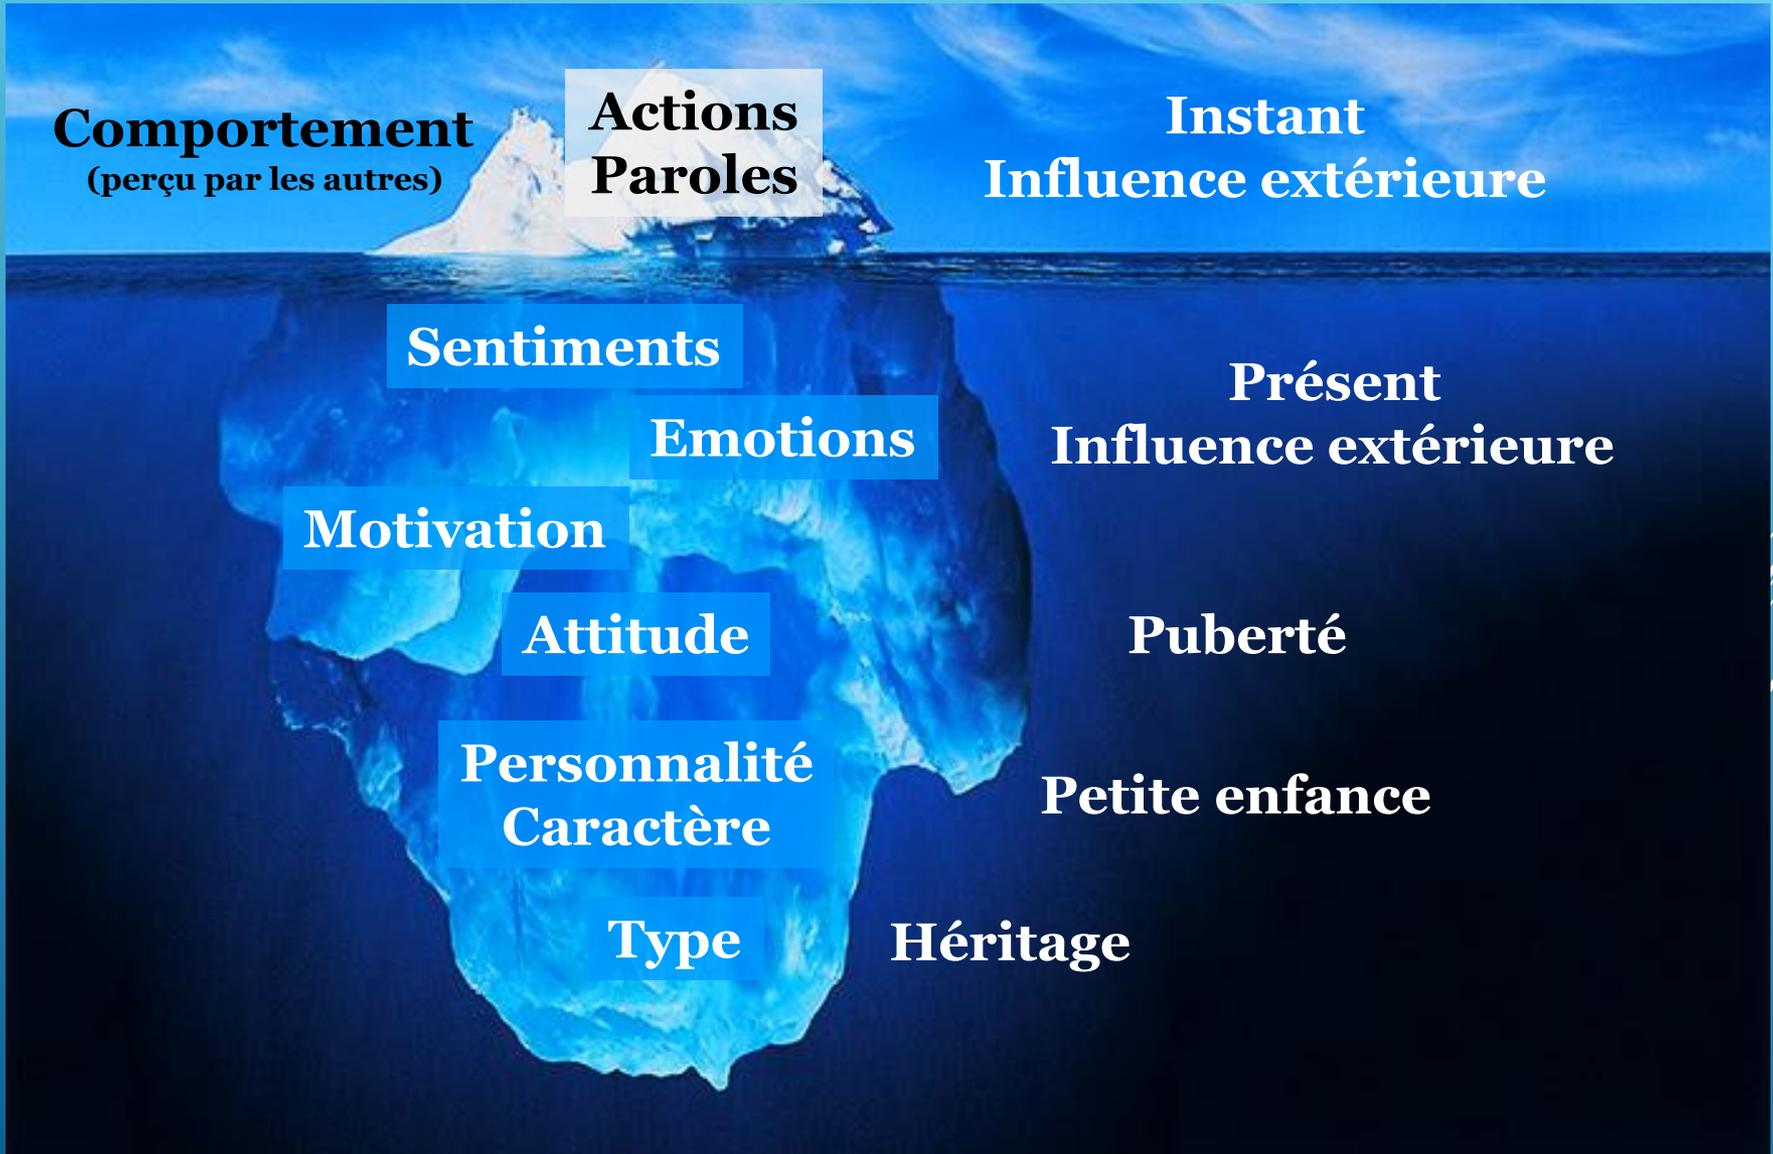 Comportement
(perçu par les autres)
Actions
Paroles
Instant
Influence extérieure
Sentiments
Emotions
Présent
Influence extérieure
Motivation
Attitude
Puberté
Personnalité
Caractère
Petite enfance
Type
Héritage